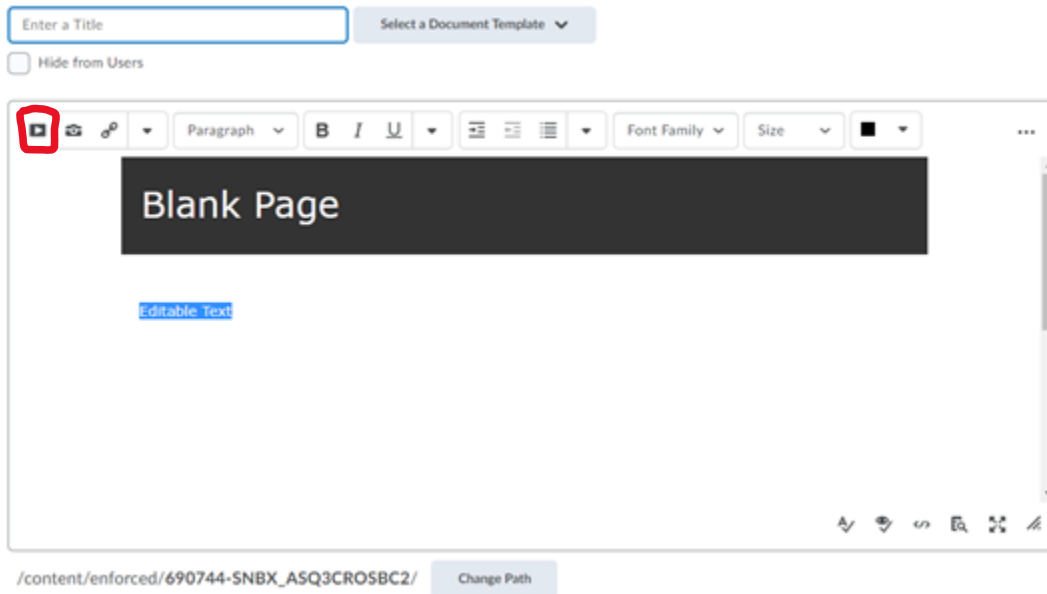 Enter a Title
Select a Document Template
Hide from Users
Paragraph B I U Font Family Size ...
Blank Page
Editable Text
/content/enforced/690744-SNBX_ASQ3CROSBC2/ Change Path